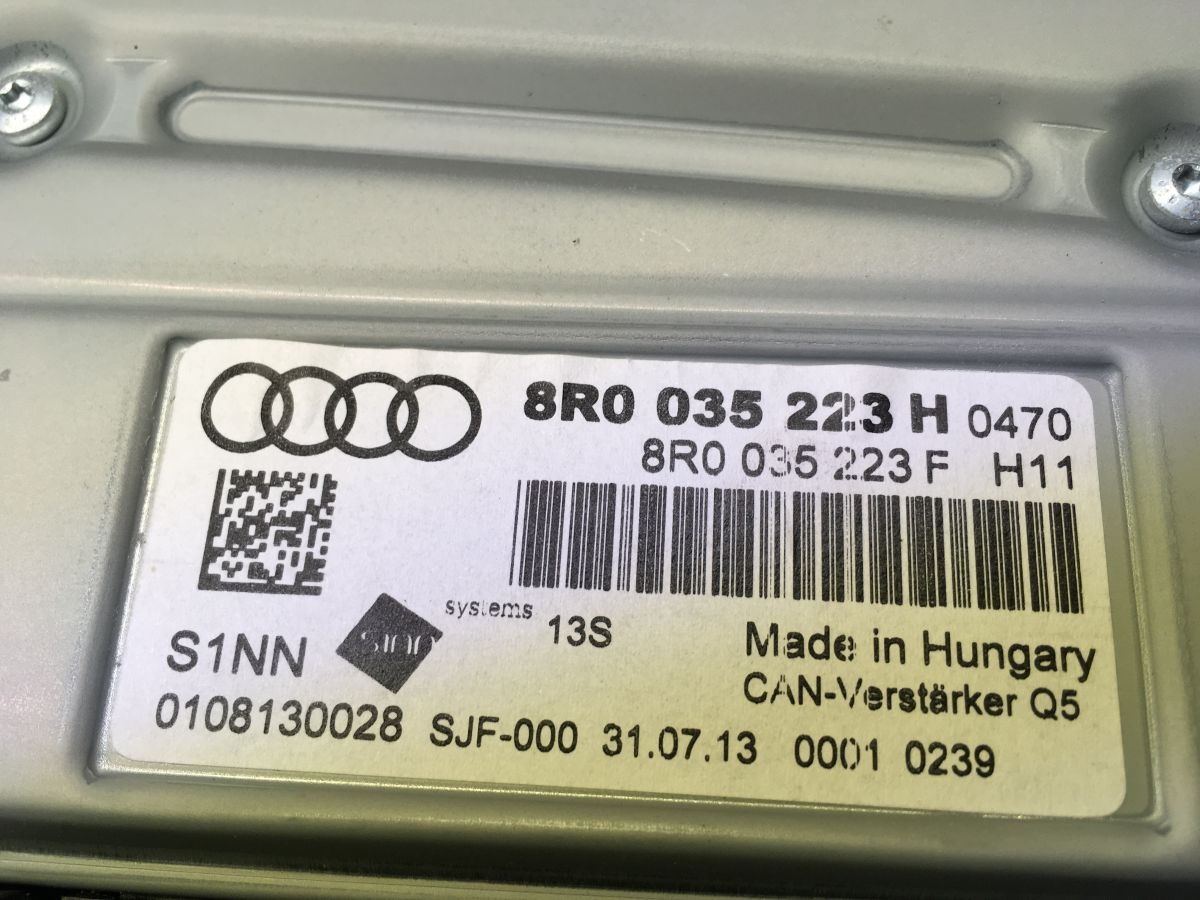 8R0 035 223 H 0470
8R0 035 223 F H11
systems 13S
S1NN
Made in Hungary
CAN-Verstärker Q5
0108130028 SJF-000 31.07.13 0001 0239